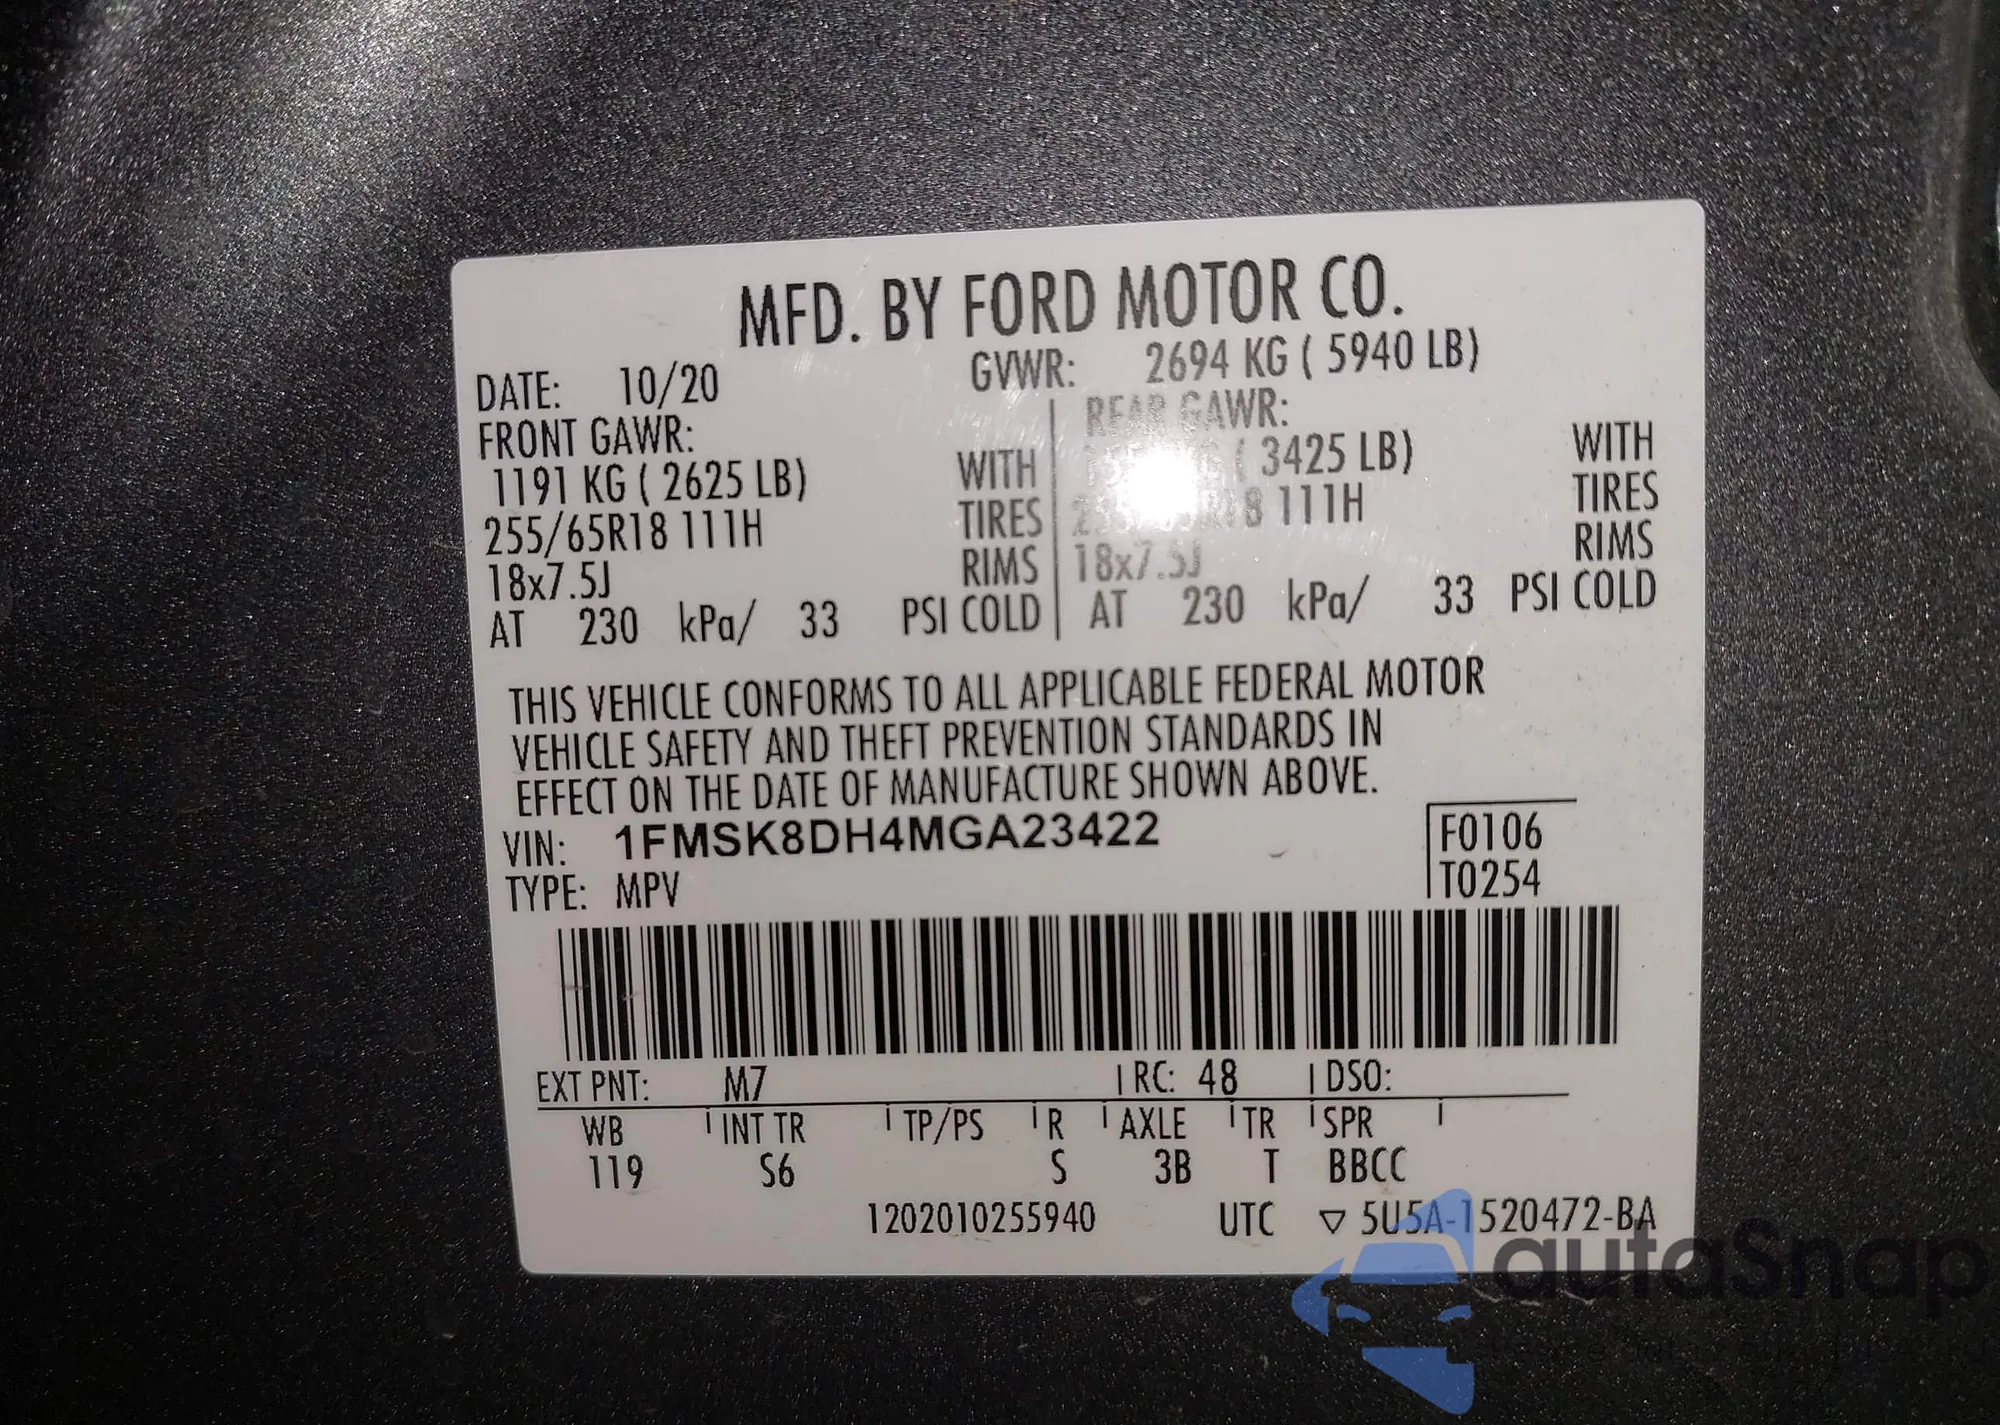 MFD. BY FORD MOTOR CO.
DATE: 10/20 GVWR: 2694 KG ( 5940 LB)
FRONT GAWR: REAR GAWR:
1191 KG ( 2625 LB) WITH ( 3425 LB) WITH
255/65R18 111H TIRES 111H TIRES
18x7.5J RIMS 18x7.5J RIMS
AT 230 kPa/ 33 PSI COLD AT 230 kPa/ 33 PSI COLD
THIS VEHICLE CONFORMS TO ALL APPLICABLE FEDERAL MOTOR
VEHICLE SAFETY AND THEFT PREVENTION STANDARDS IN
EFFECT ON THE DATE OF MANUFACTURE SHOWN ABOVE.
VIN: 1FMSK8DH4MGA23422 F0106
TYPE: MPV T0254
EXT PNT: M7 RC: 48 DSO:
WB INT TR TP/PS R AXLE TR SPR
119 S6 S 3B T BBCC
1202010255940 UTC ▽ 5U5A-1520472-BA
autaSnap